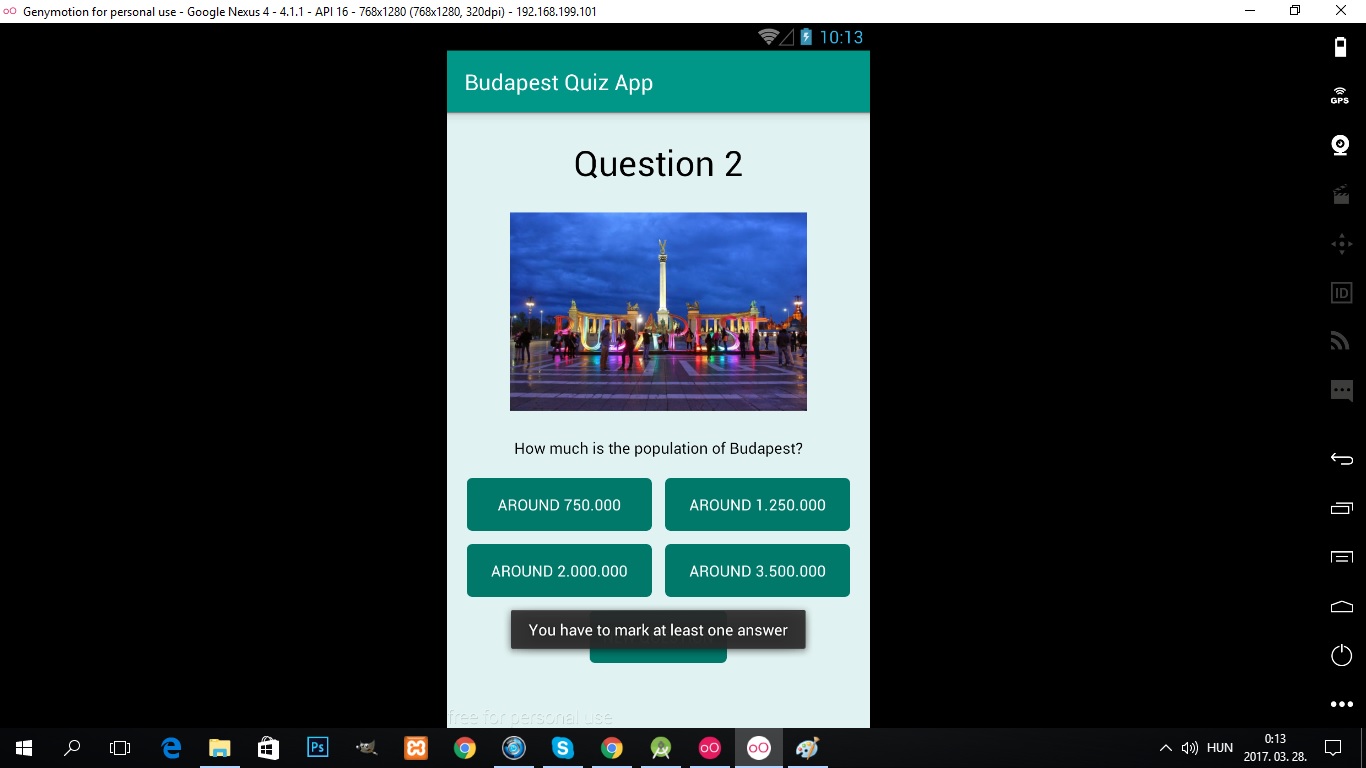 Genymotion for personal use - Google Nexus 4 - 4.1.1 - API 16 - 768x1280 (768x1280, 320dpi) - 192.168.199.101
10:13
Budapest Quiz App
GPS
Question 2
BUDAPEST
ID
How much is the population of Budapest?
AROUND 750.000
AROUND 1.250.000
AROUND 2.000.000
AROUND 3.500.000
You have to mark at least one answer
free for personal use
Ps
HUN
0:13
2017. 03. 28.